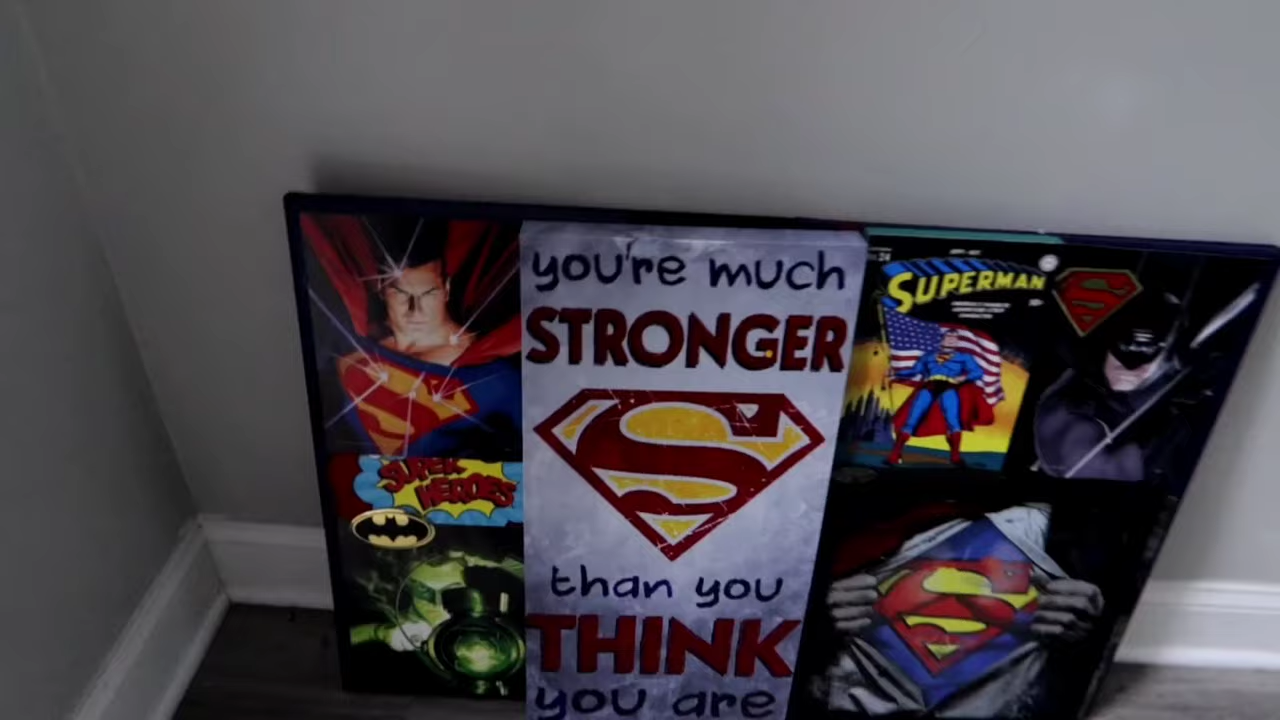 you're much
STRONGER
than you
THINK
you are
SUPER
HEROES
SUPERMAN